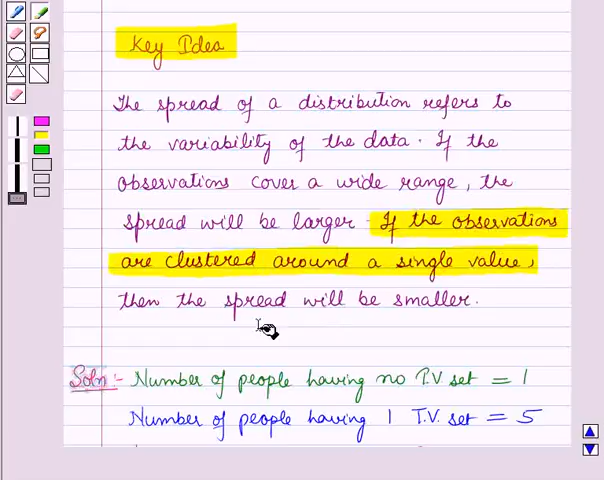 Key Idea
The spread of a distribution refers to
the variability of the data. If the
observations cover a wide range, the
spread will be larger. If the observations
are clustered around a single value,
then the spread will be smaller.
Soln:- Number of people having no T.V set = 1
Number of people having 1 T.V. set = 5